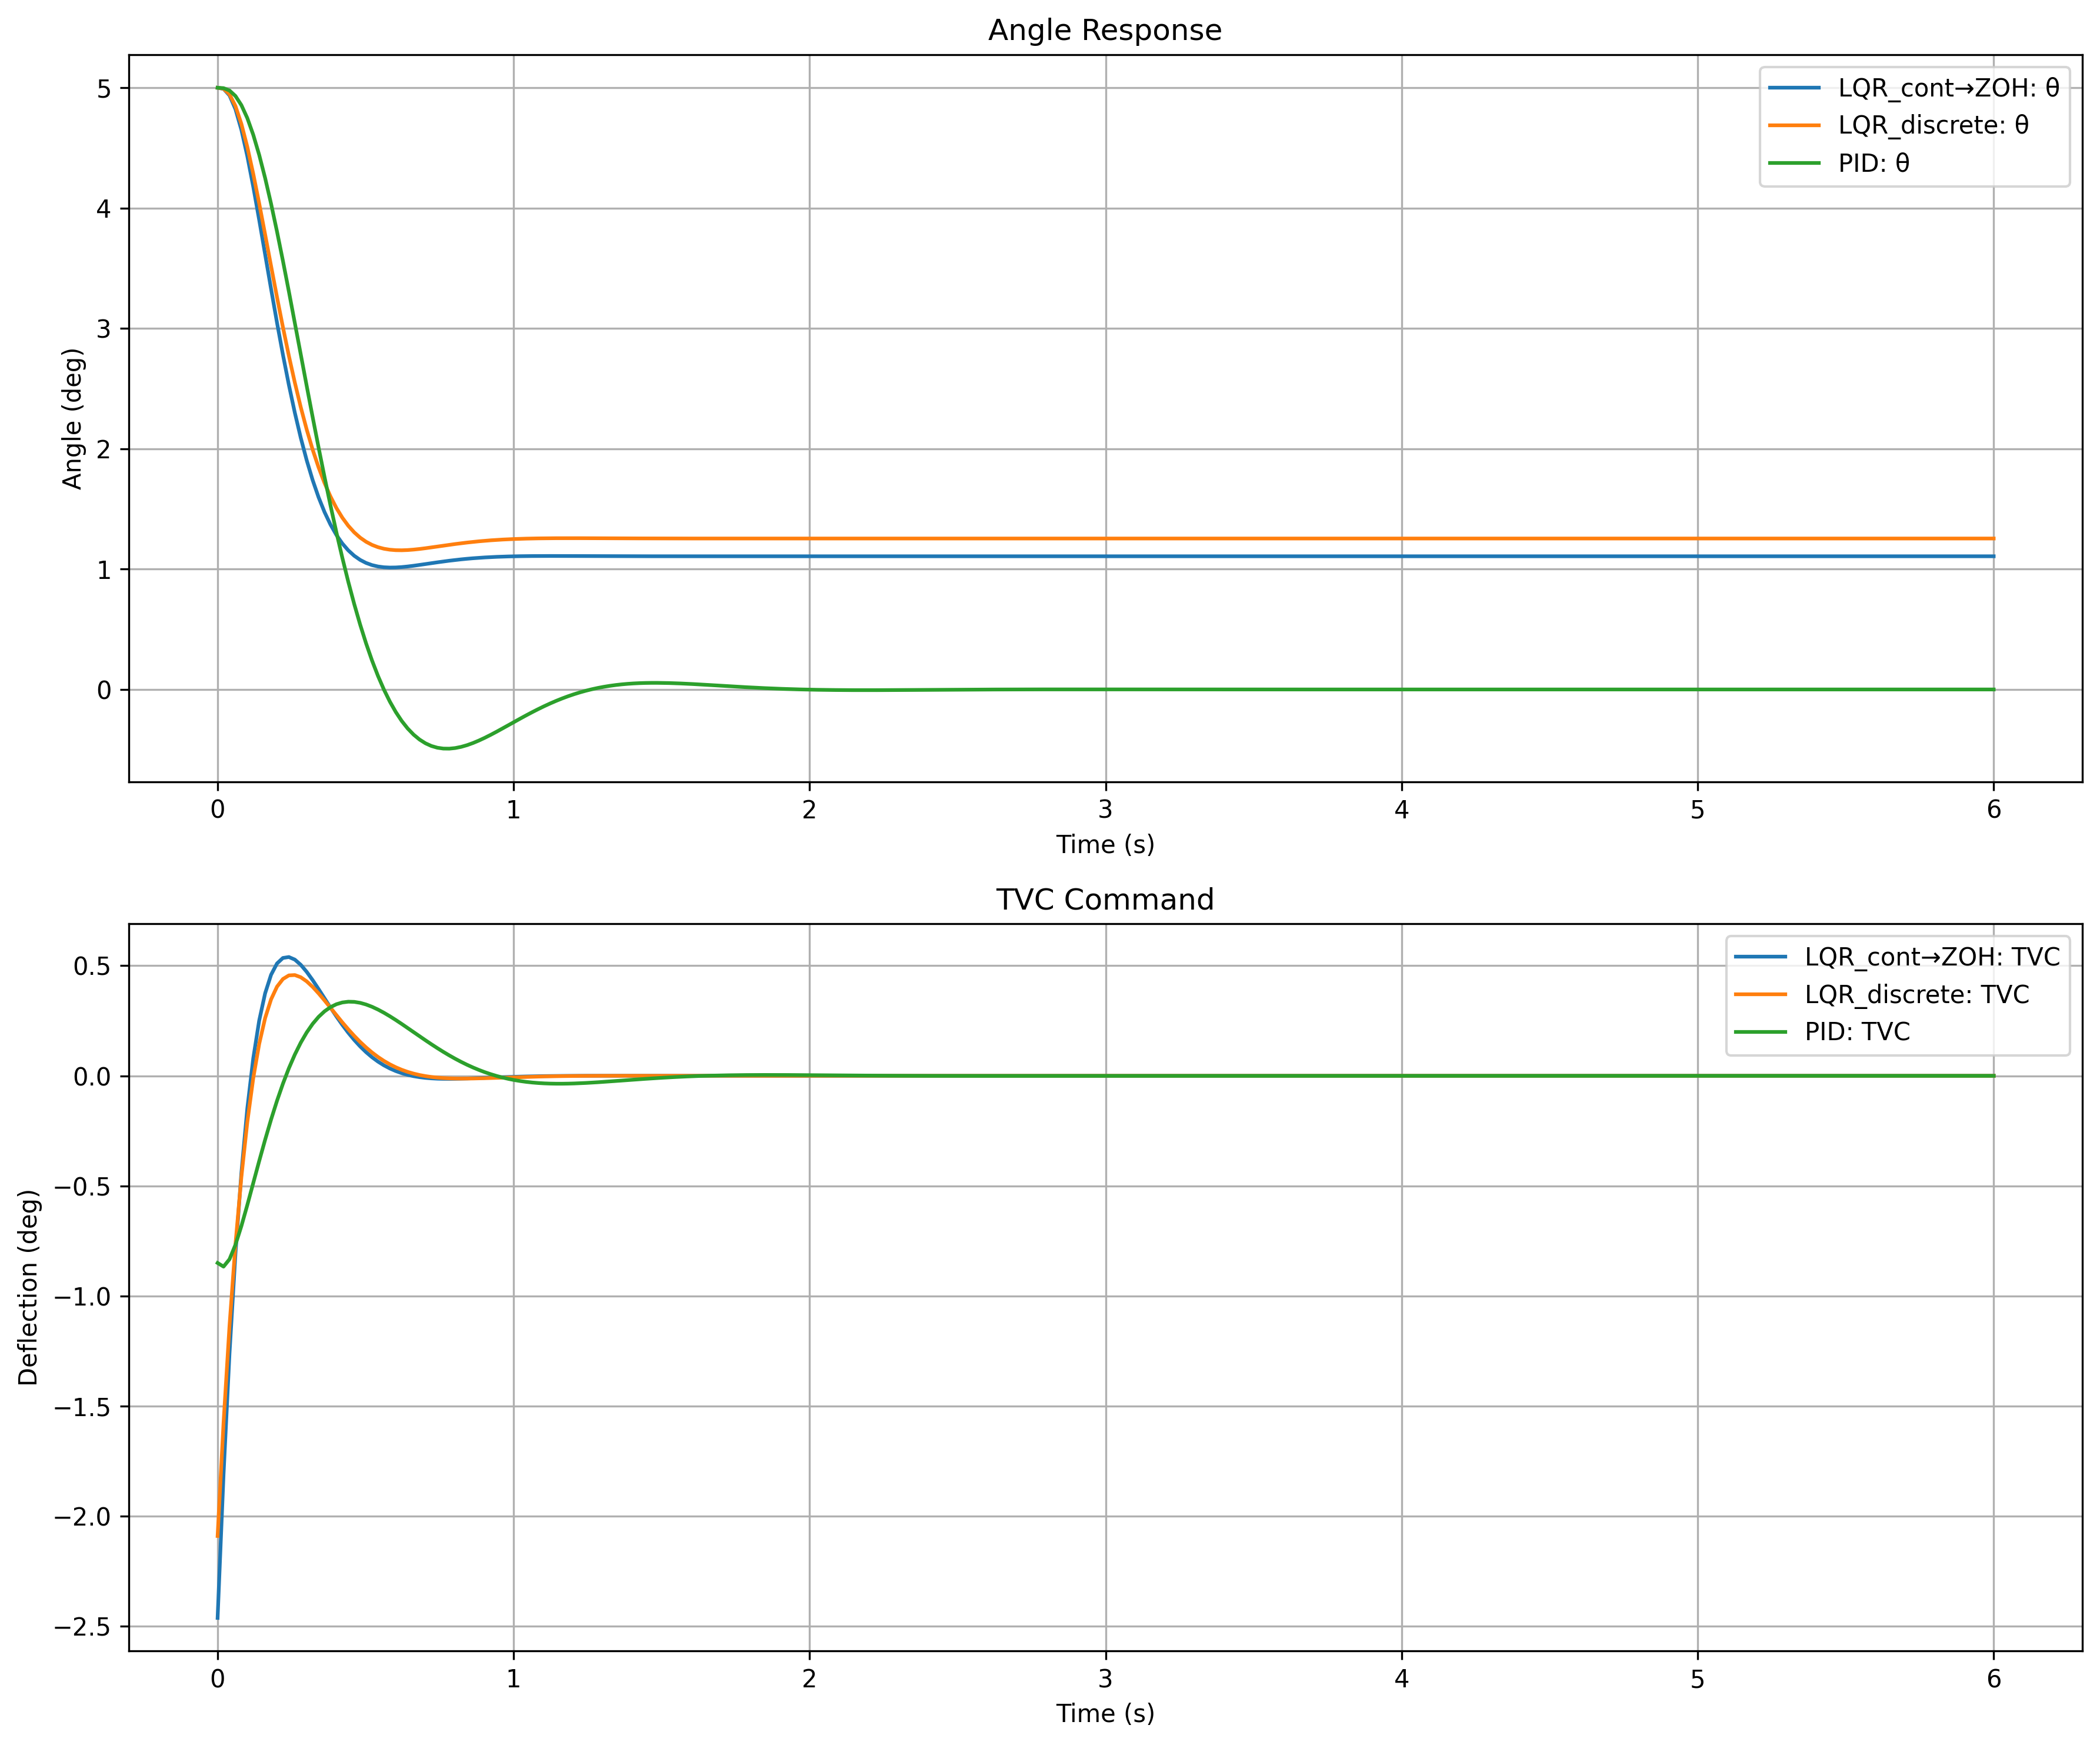 Angle Response
5
4
3
2
1
0
Angle (deg)
LQR_cont→ZOH: θ
LQR_discrete: θ
PID: θ
0 1 2 3 4 5 6
Time (s)
TVC Command
0.5
0.0
−0.5
−1.0
−1.5
−2.0
−2.5
Deflection (deg)
LQR_cont→ZOH: TVC
LQR_discrete: TVC
PID: TVC
0 1 2 3 4 5 6
Time (s)